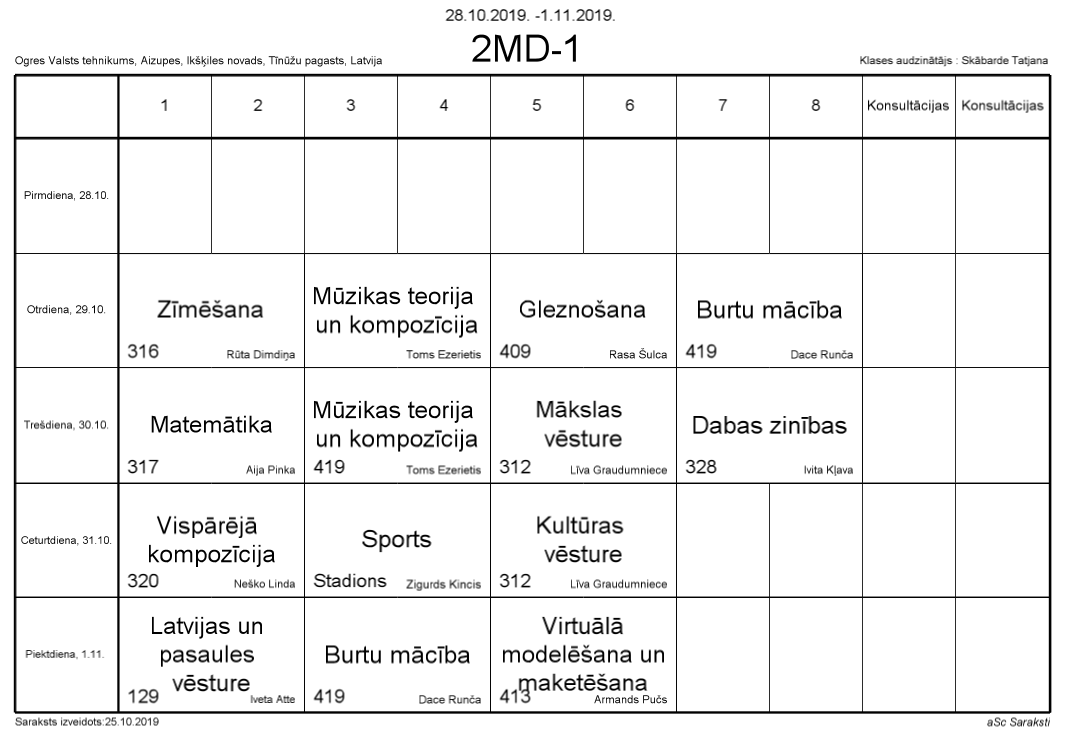 28.10.2019. -1.11.2019.
2MD-1
Ogres Valsts tehnikums, Aizupes, Ikšķiles novads, Tīnūžu pagasts, Latvija
Klases audzinātājs : Skābarde Tatjana
1 2 3 4 5 6 7 8 Konsultācijas Konsultācijas
Pirmdiena, 28.10.
Otrdiena, 29.10.
Zīmēšana
316 Rūta Dimdiņa
Mūzikas teorija
un kompozīcija
Toms Ezerietis
Gleznošana
409 Rasa Šulca
Burtu mācība
419 Dace Runča
Trešdiena, 30.10.
Matemātika
317 Aija Pinka
Mūzikas teorija
un kompozīcija
419 Toms Ezerietis
Mākslas
vēsture
312 Līva Graudumniece
Dabas zinības
328 Ivita Kļava
Ceturtdiena, 31.10.
Vispārējā
kompozīcija
320 Neško Linda
Sports
Stadions Zigurds Kincis
Kultūras
vēsture
312 Līva Graudumniece
Piektdiena, 1.11.
Latvijas un
pasaules
vēsture
129 Iveta Atte
Burtu mācība
419 Dace Runča
Virtuālā
modelēšana un
maketēšana
413 Armands Pučs
Saraksts izveidots:25.10.2019
aSc Saraksti